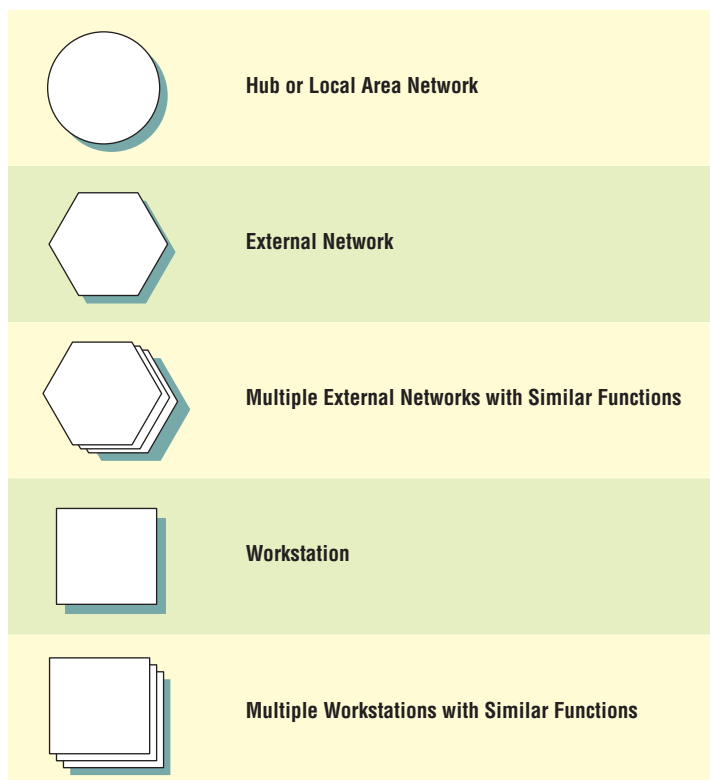 Hub or Local Area Network
External Network
Multiple External Networks with Similar Functions
Workstation
Multiple Workstations with Similar Functions